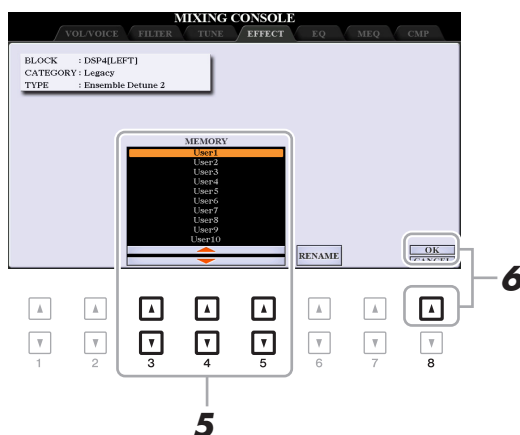 MIXING CONSOLE
VOL/VOICE FILTER TUNE EFFECT EQ MEQ CMP
BLOCK : DSP4[LEFT]
CATEGORY : Legacy
TYPE : Ensemble Detune 2
MEMORY
User1
User2
User3
User4
User5
User6
User7
User8
User9
User10
RENAME
OK
CANCEL
6
1 2 3 4 5 6 7 8
5